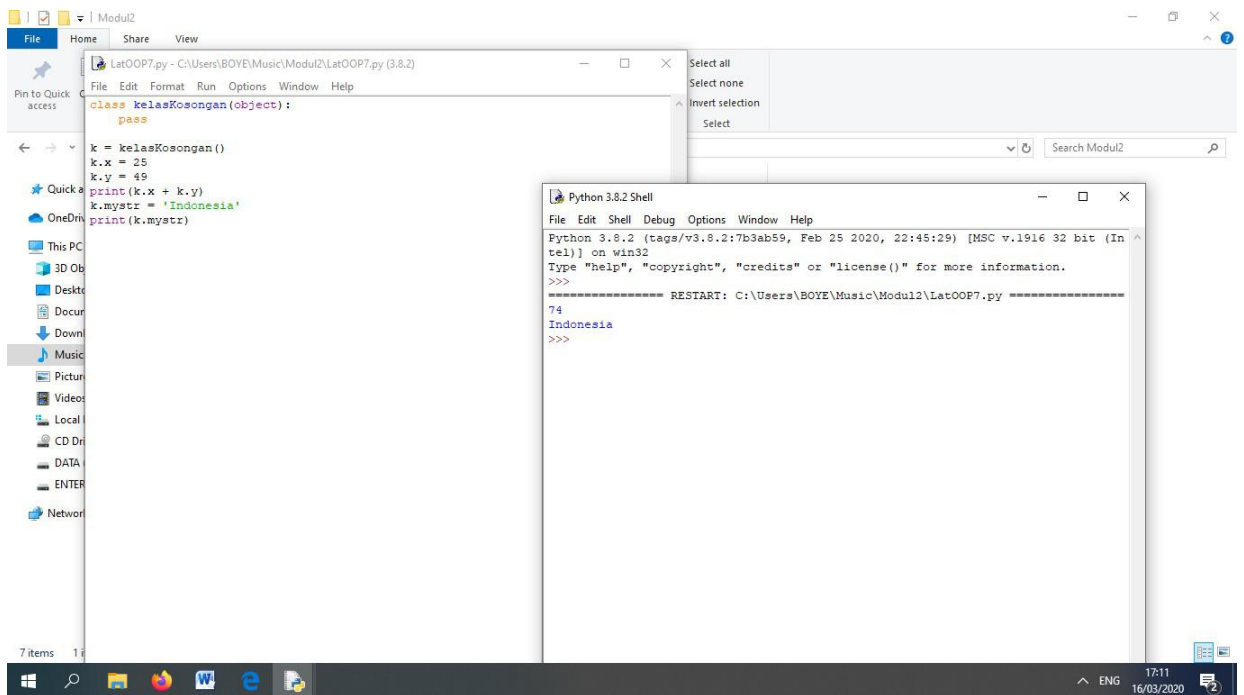 Modul2
File Home Share View
Pin to Quick
access
Select all
Select none
Invert selection
Select
Search Modul2
Quick a
OneDriv
This PC
3D Ob
Deskto
Docur
Downl
Music
Pictur
Videos
Local
CD Dri
DATA
ENTER
Networ
7 items
LatOOP7.py - C:\Users\BOYE\Music\Modul2\LatOOP7.py (3.8.2)
File Edit Format Run Options Window Help
class kelasKosongan(object):
    pass
k = kelasKosongan()
k.x = 25
k.y = 49
print(k.x + k.y)
k.mystr = 'Indonesia'
print(k.mystr)
Python 3.8.2 Shell
File Edit Shell Debug Options Window Help
Python 3.8.2 (tags/v3.8.2:7b3ab59, Feb 25 2020, 22:45:29) [MSC v.1916 32 bit (In
tel)] on win32
Type "help", "copyright", "credits" or "license()" for more information.
>>>
================ RESTART: C:\Users\BOYE\Music\Modul2\LatOOP7.py ================
74
Indonesia
>>>
ENG
17:11
16/03/2020